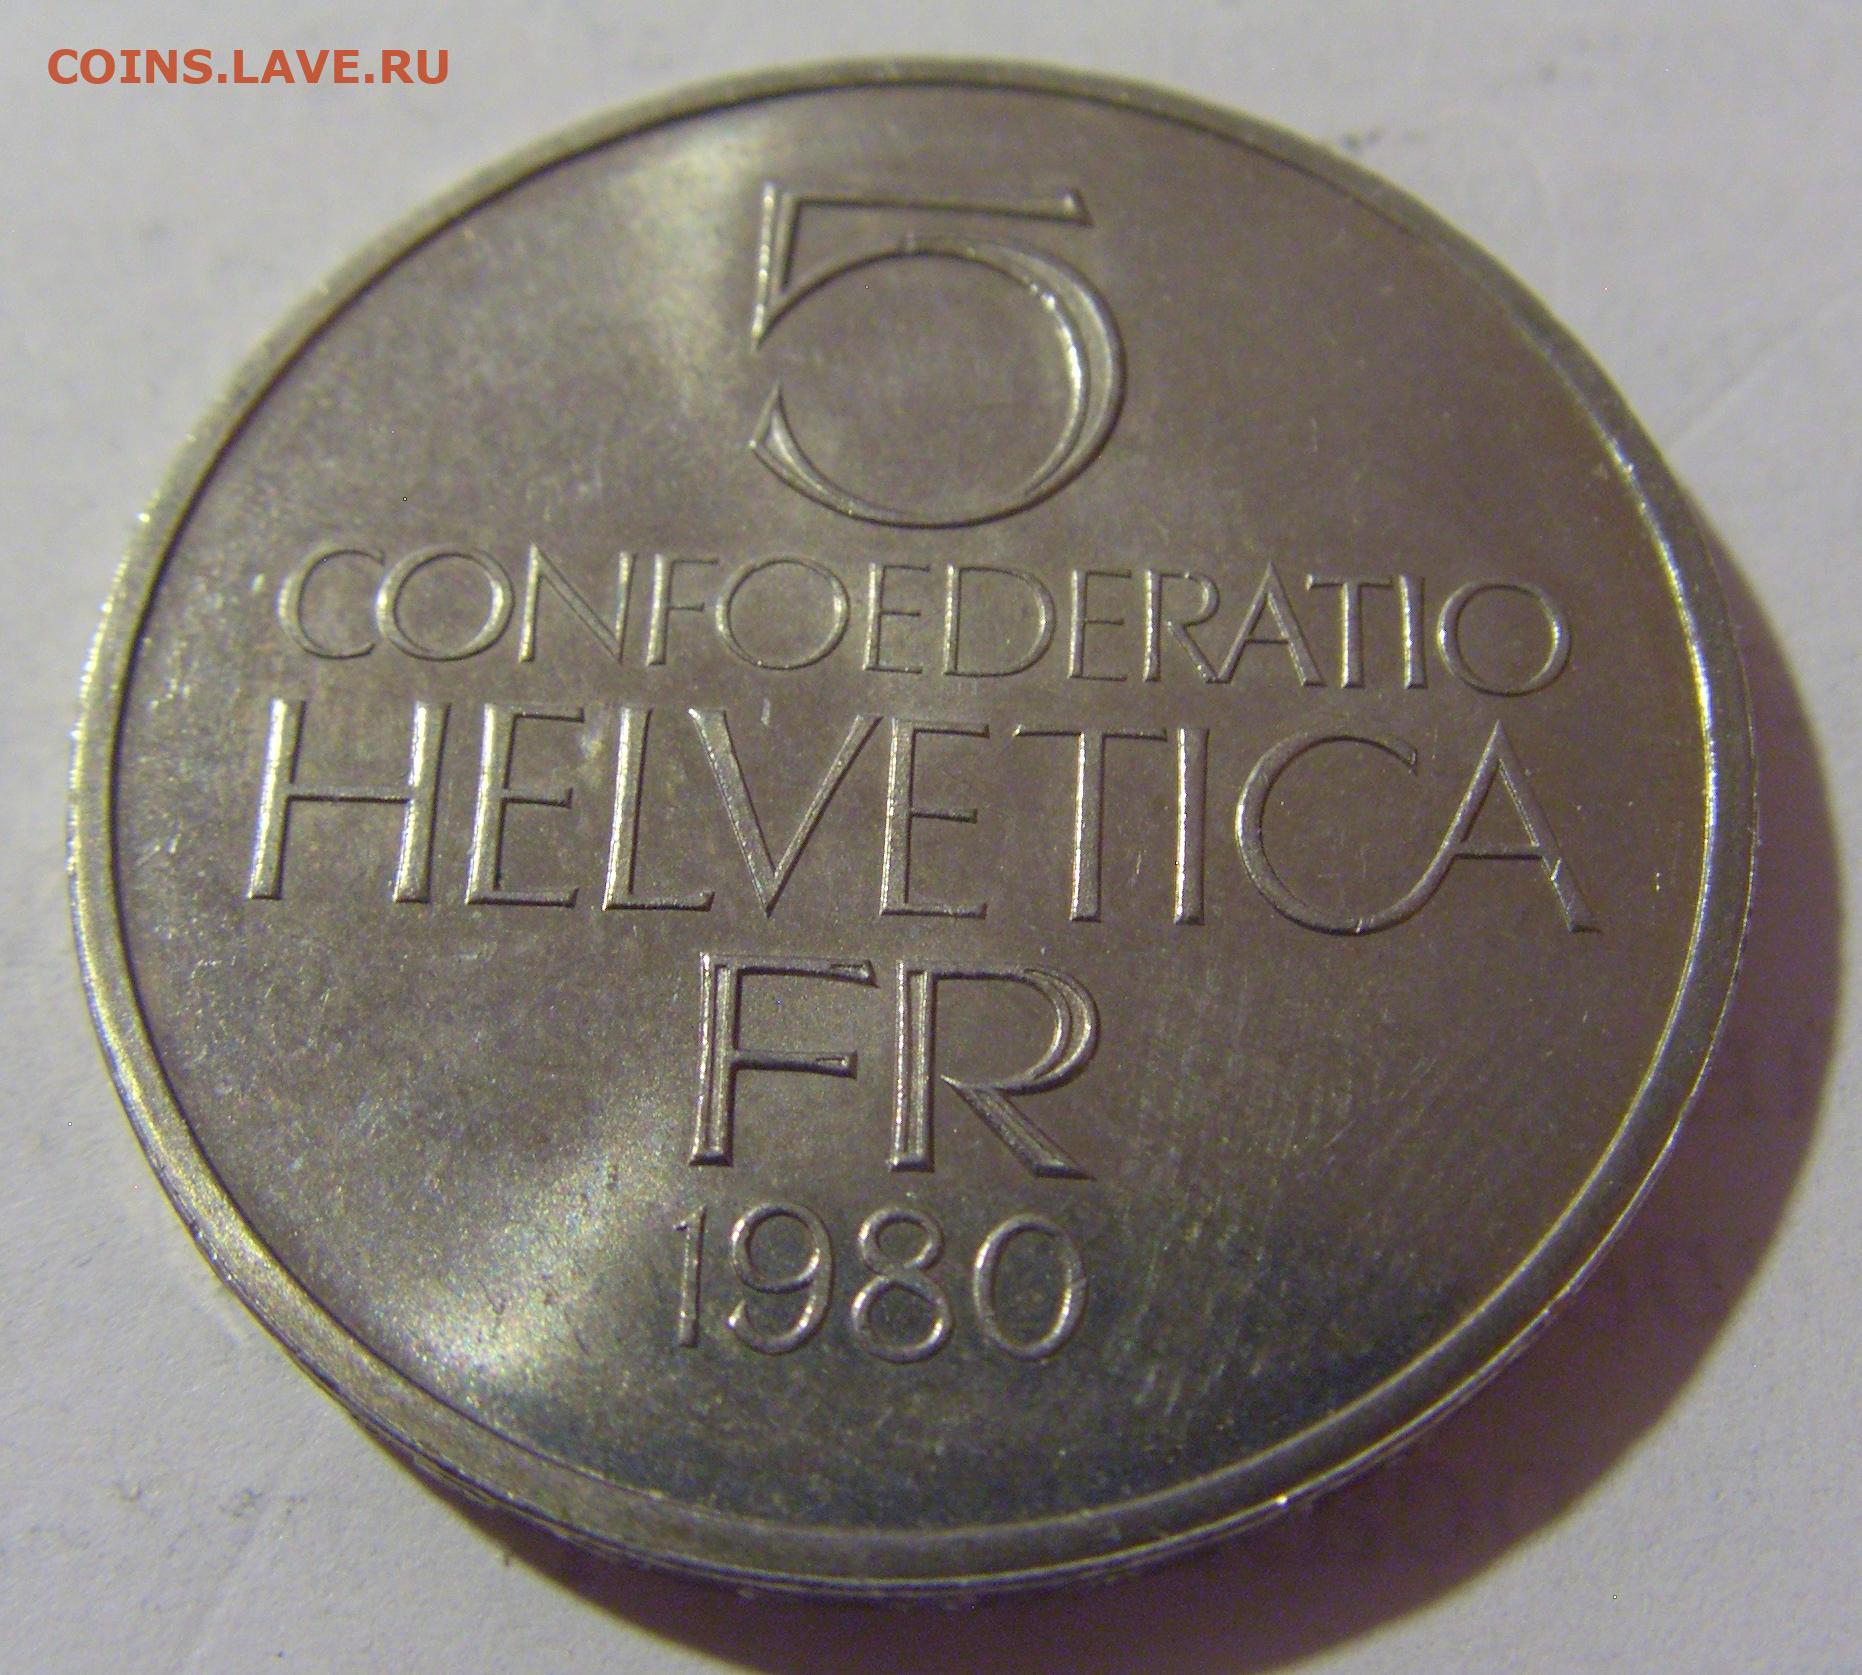 COINS.LAVE.RU
5
CONFOEDERATIO
HELVETICA
FR
1980